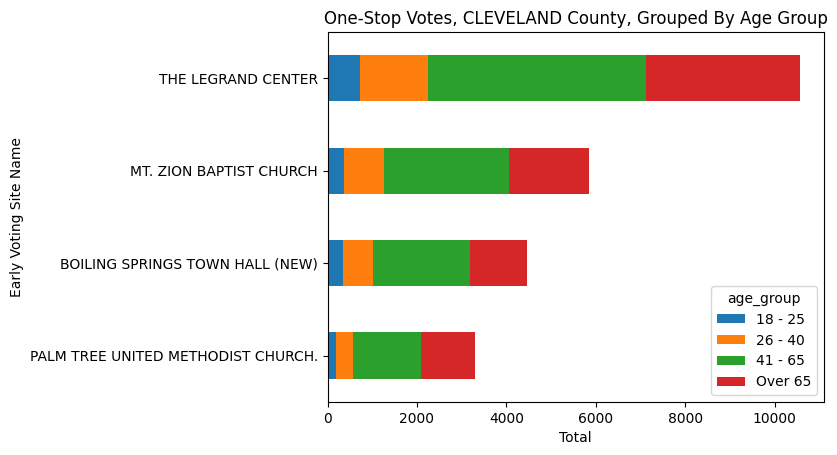 One-Stop Votes, CLEVELAND County, Grouped By Age Group
Early Voting Site Name
THE LEGRAND CENTER
MT. ZION BAPTIST CHURCH
BOILING SPRINGS TOWN HALL (NEW)
PALM TREE UNITED METHODIST CHURCH.
age_group
18 - 25
26 - 40
41 - 65
Over 65
0 2000 4000 6000 8000 10000
Total